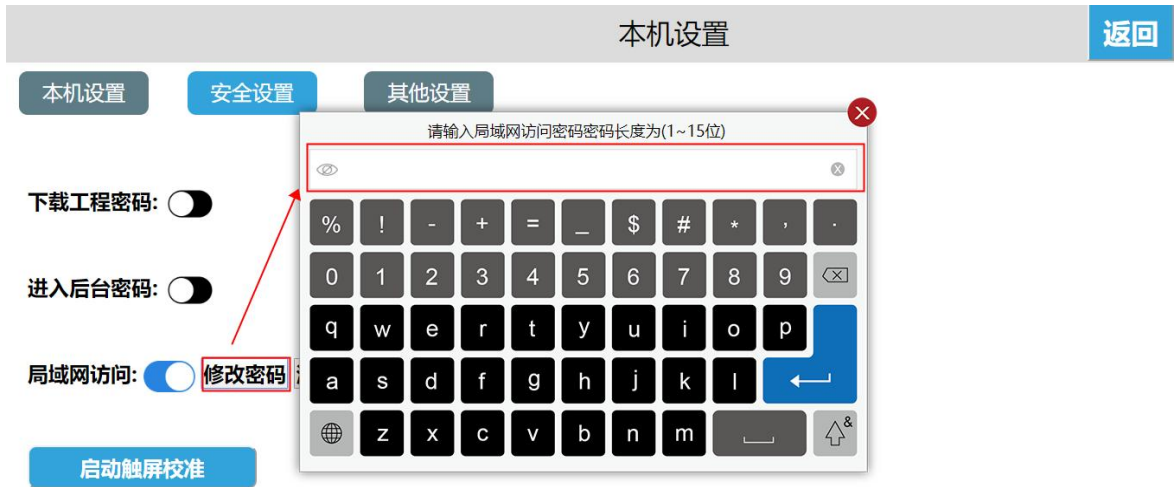 本机设置 返回
本机设置 安全设置 其他设置
请输入局域网访问密码密码长度为(1~15位)
下载工程密码:
% ! - + = _ $ # * , .
进入后台密码:
0 1 2 3 4 5 6 7 8 9
q w e r t y u i o p
局域网访问: 修改密码
a s d f g h j k l
z x c v b n m &
启动触屏校准